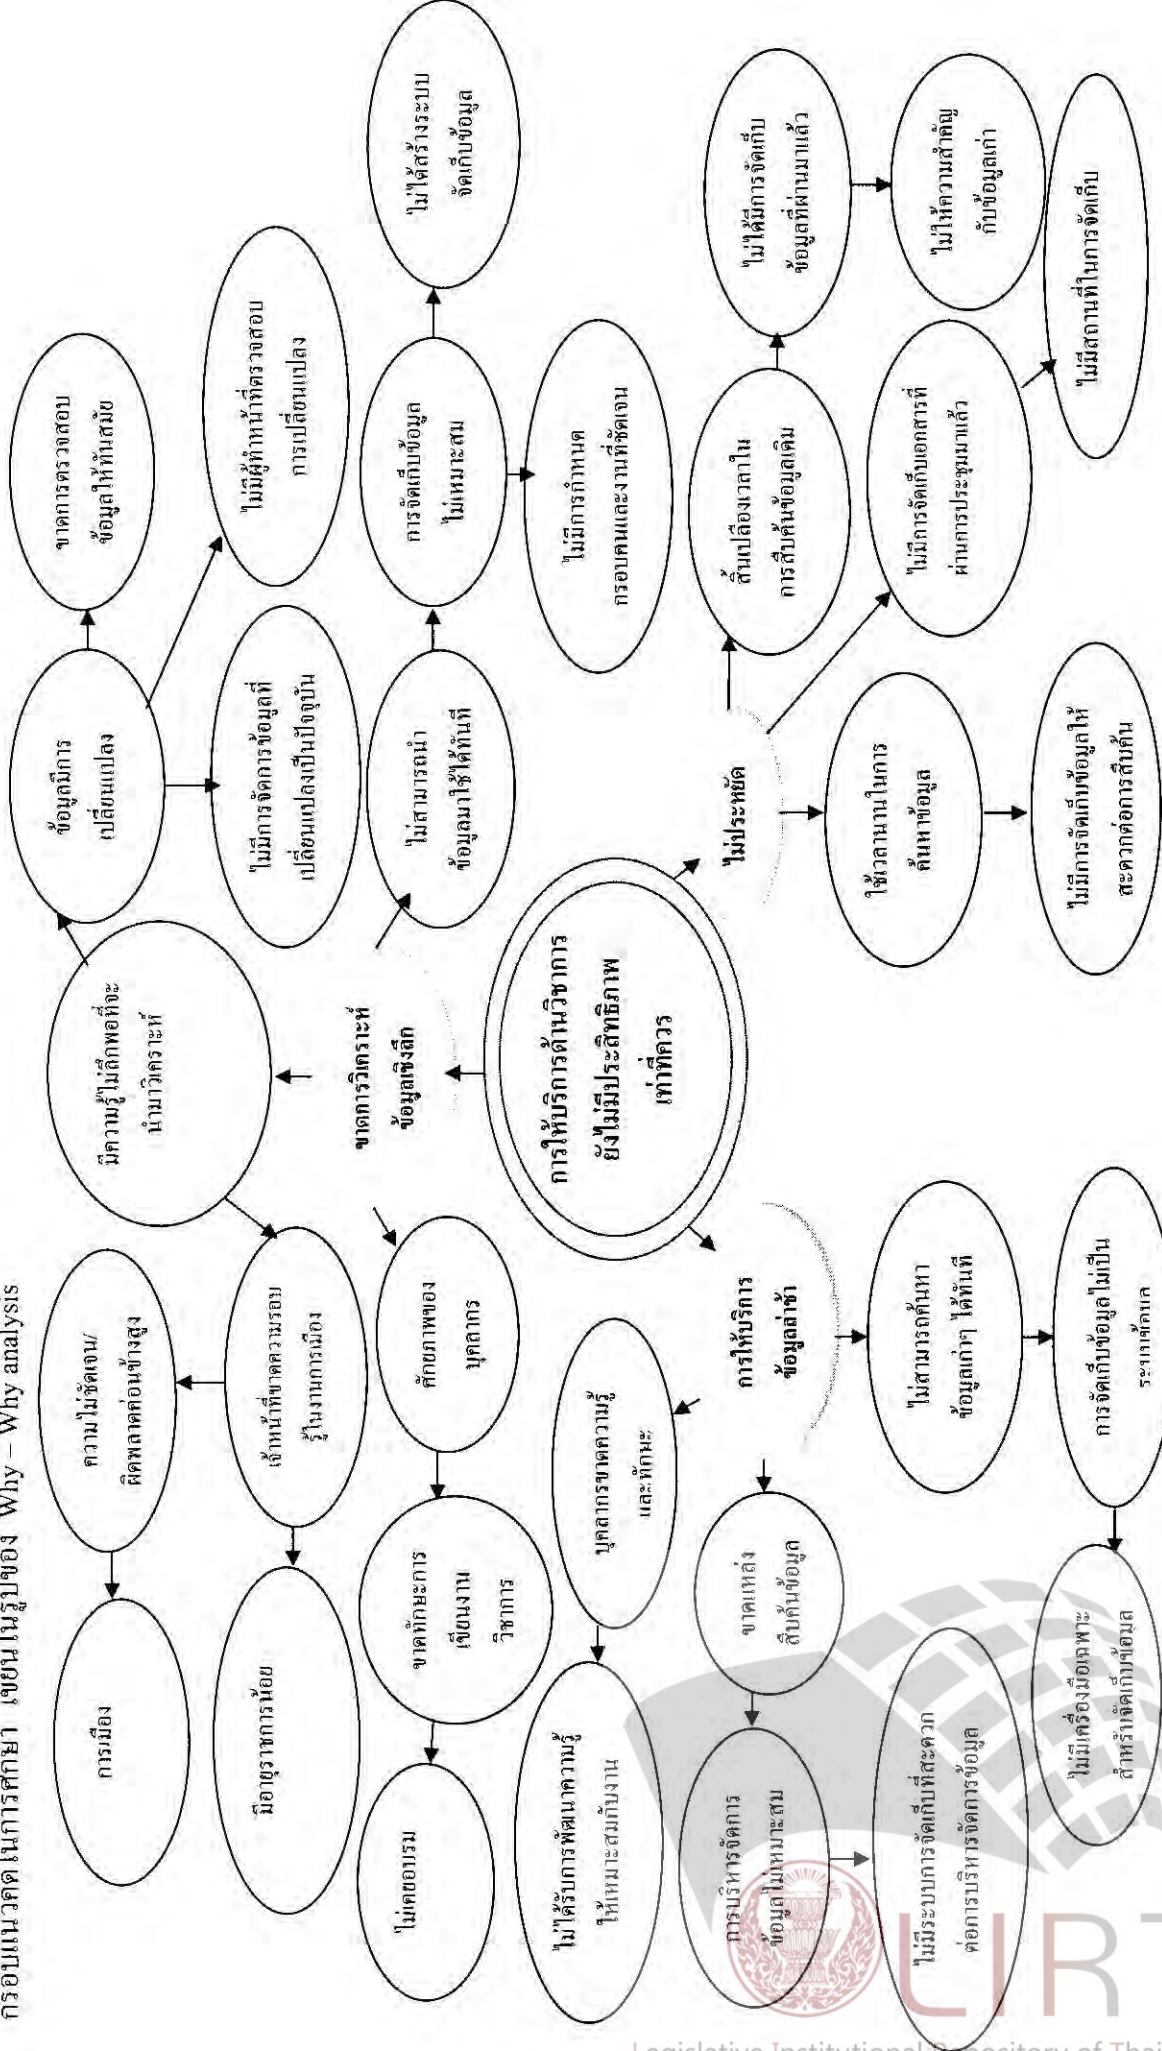 กรอบแนวคิดในการศึกษา เขียนในรูปของ Why – Why analysis
การเมือง
ความไม่ชัดเจน/
ผิดพลาดค่อนข้างสูง
มีความรู้ไม่ลึกพอที่จะ
นำมาวิเคราะห์
ข้อมูลมีการ
เปลี่ยนแปลง
ขาดการตรวจสอบ
ข้อมูลให้ทันสมัย
มีอายุราชการน้อย
เจ้าหน้าที่ขาดความรอบ
รู้ในงานการเมือง
ไม่มีการจัดการข้อมูลที่
เปลี่ยนแปลงเป็นปัจจุบัน
ไม่มีผู้ทำหน้าที่ตรวจสอบ
การเปลี่ยนแปลง
ไม่เคยอบรม
ขาดทักษะการ
เขียนงาน
วิชาการ
ศักยภาพของ
บุคลากร
ขาดการวิเคราะห์
ข้อมูลเชิงลึก
ไม่สามารถนำ
ข้อมูลมาใช้ได้ทันที
การจัดเก็บข้อมูล
ไม่เหมาะสม
ไม่ได้สร้างระบบ
จัดเก็บข้อมูล
ไม่ได้รับการพัฒนาความรู้
ให้เหมาะสมกับงาน
บุคลากรขาดความรู้
และทักษะ
การให้บริการด้านวิชาการ
ยังไม่มีประสิทธิภาพ
เท่าที่ควร
ไม่มีการกำหนด
กรอบคนและงานที่ชัดเจน
การบริหารจัดการ
ข้อมูลไม่เหมาะสม
ขาดแหล่ง
สืบค้นข้อมูล
การให้บริการ
ข้อมูลล่าช้า
ไม่ประหยัด
สิ้นเปลืองเวลาใน
การสืบค้นข้อมูลเดิม
ไม่ได้มีการจัดเก็บ
ข้อมูลที่ผ่านมาแล้ว
ไม่มีระบบการจัดเก็บที่สะดวก
ต่อการบริหารจัดการข้อมูล
ไม่สามารถค้นหา
ข้อมูลเก่าๆ ได้ทันที
ใช้เวลานานในการ
ค้นหาข้อมูล
ไม่มีการจัดเก็บเอกสารที่
ผ่านการประชุมมาแล้ว
ไม่ให้ความสำคัญ
กับข้อมูลเก่า
ไม่มีเครื่องมือเฉพาะ
สำหรับจัดเก็บข้อมูล
การจัดเก็บข้อมูลไม่เป็น
ระบบข้อมูล
ไม่มีการจัดเก็บข้อมูลให้
สะดวกต่อการสืบค้น
ไม่มีสถานที่ในการจัดเก็บ
LIRT
Legislative Institutional Repository of Thai